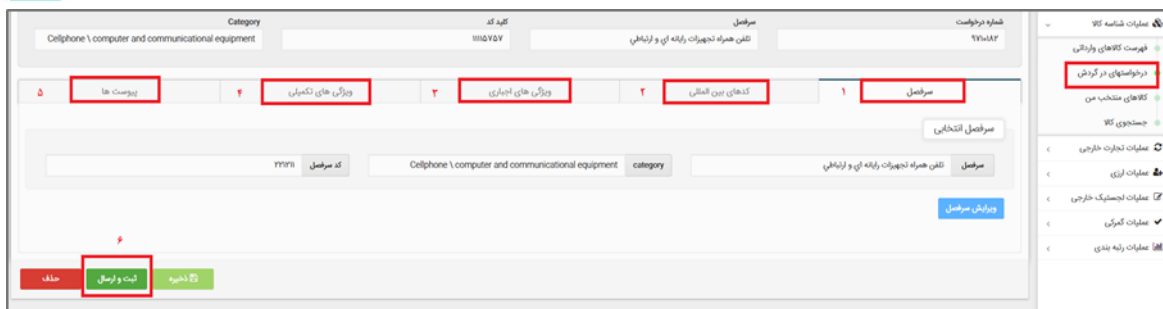 شماره درخواست سرفصل کلید کد Category
۹۷۱۰۱۸۲ تلفن همراه تجهیزات رایانه ای و ارتباطی ۱۱۱۵۷۵۷ Cellphone \ computer and communicational equipment
سرفصل ۱ کدهای بین المللی ۲ ویژگی های اجباری ۳ ویژگی های تکمیلی ۴ پیوست ها ۵
سرفصل انتخابی
سرفصل تلفن همراه تجهیزات رایانه ای و ارتباطی category Cellphone \ computer and communicational equipment کد سرفصل ۲۲۱۲۱۱
ویرایش سرفصل
۶
ذخیره ثبت و ارسال حذف
عملیات شناسه کالا
فهرست کالاهای وارداتی
درخواستهای در گردش
کالاهای منتخب من
جستجوی کالا
عملیات تجارت خارجی
عملیات ارزی
عملیات لجستیک خارجی
عملیات گمرکی
عملیات رتبه بندی